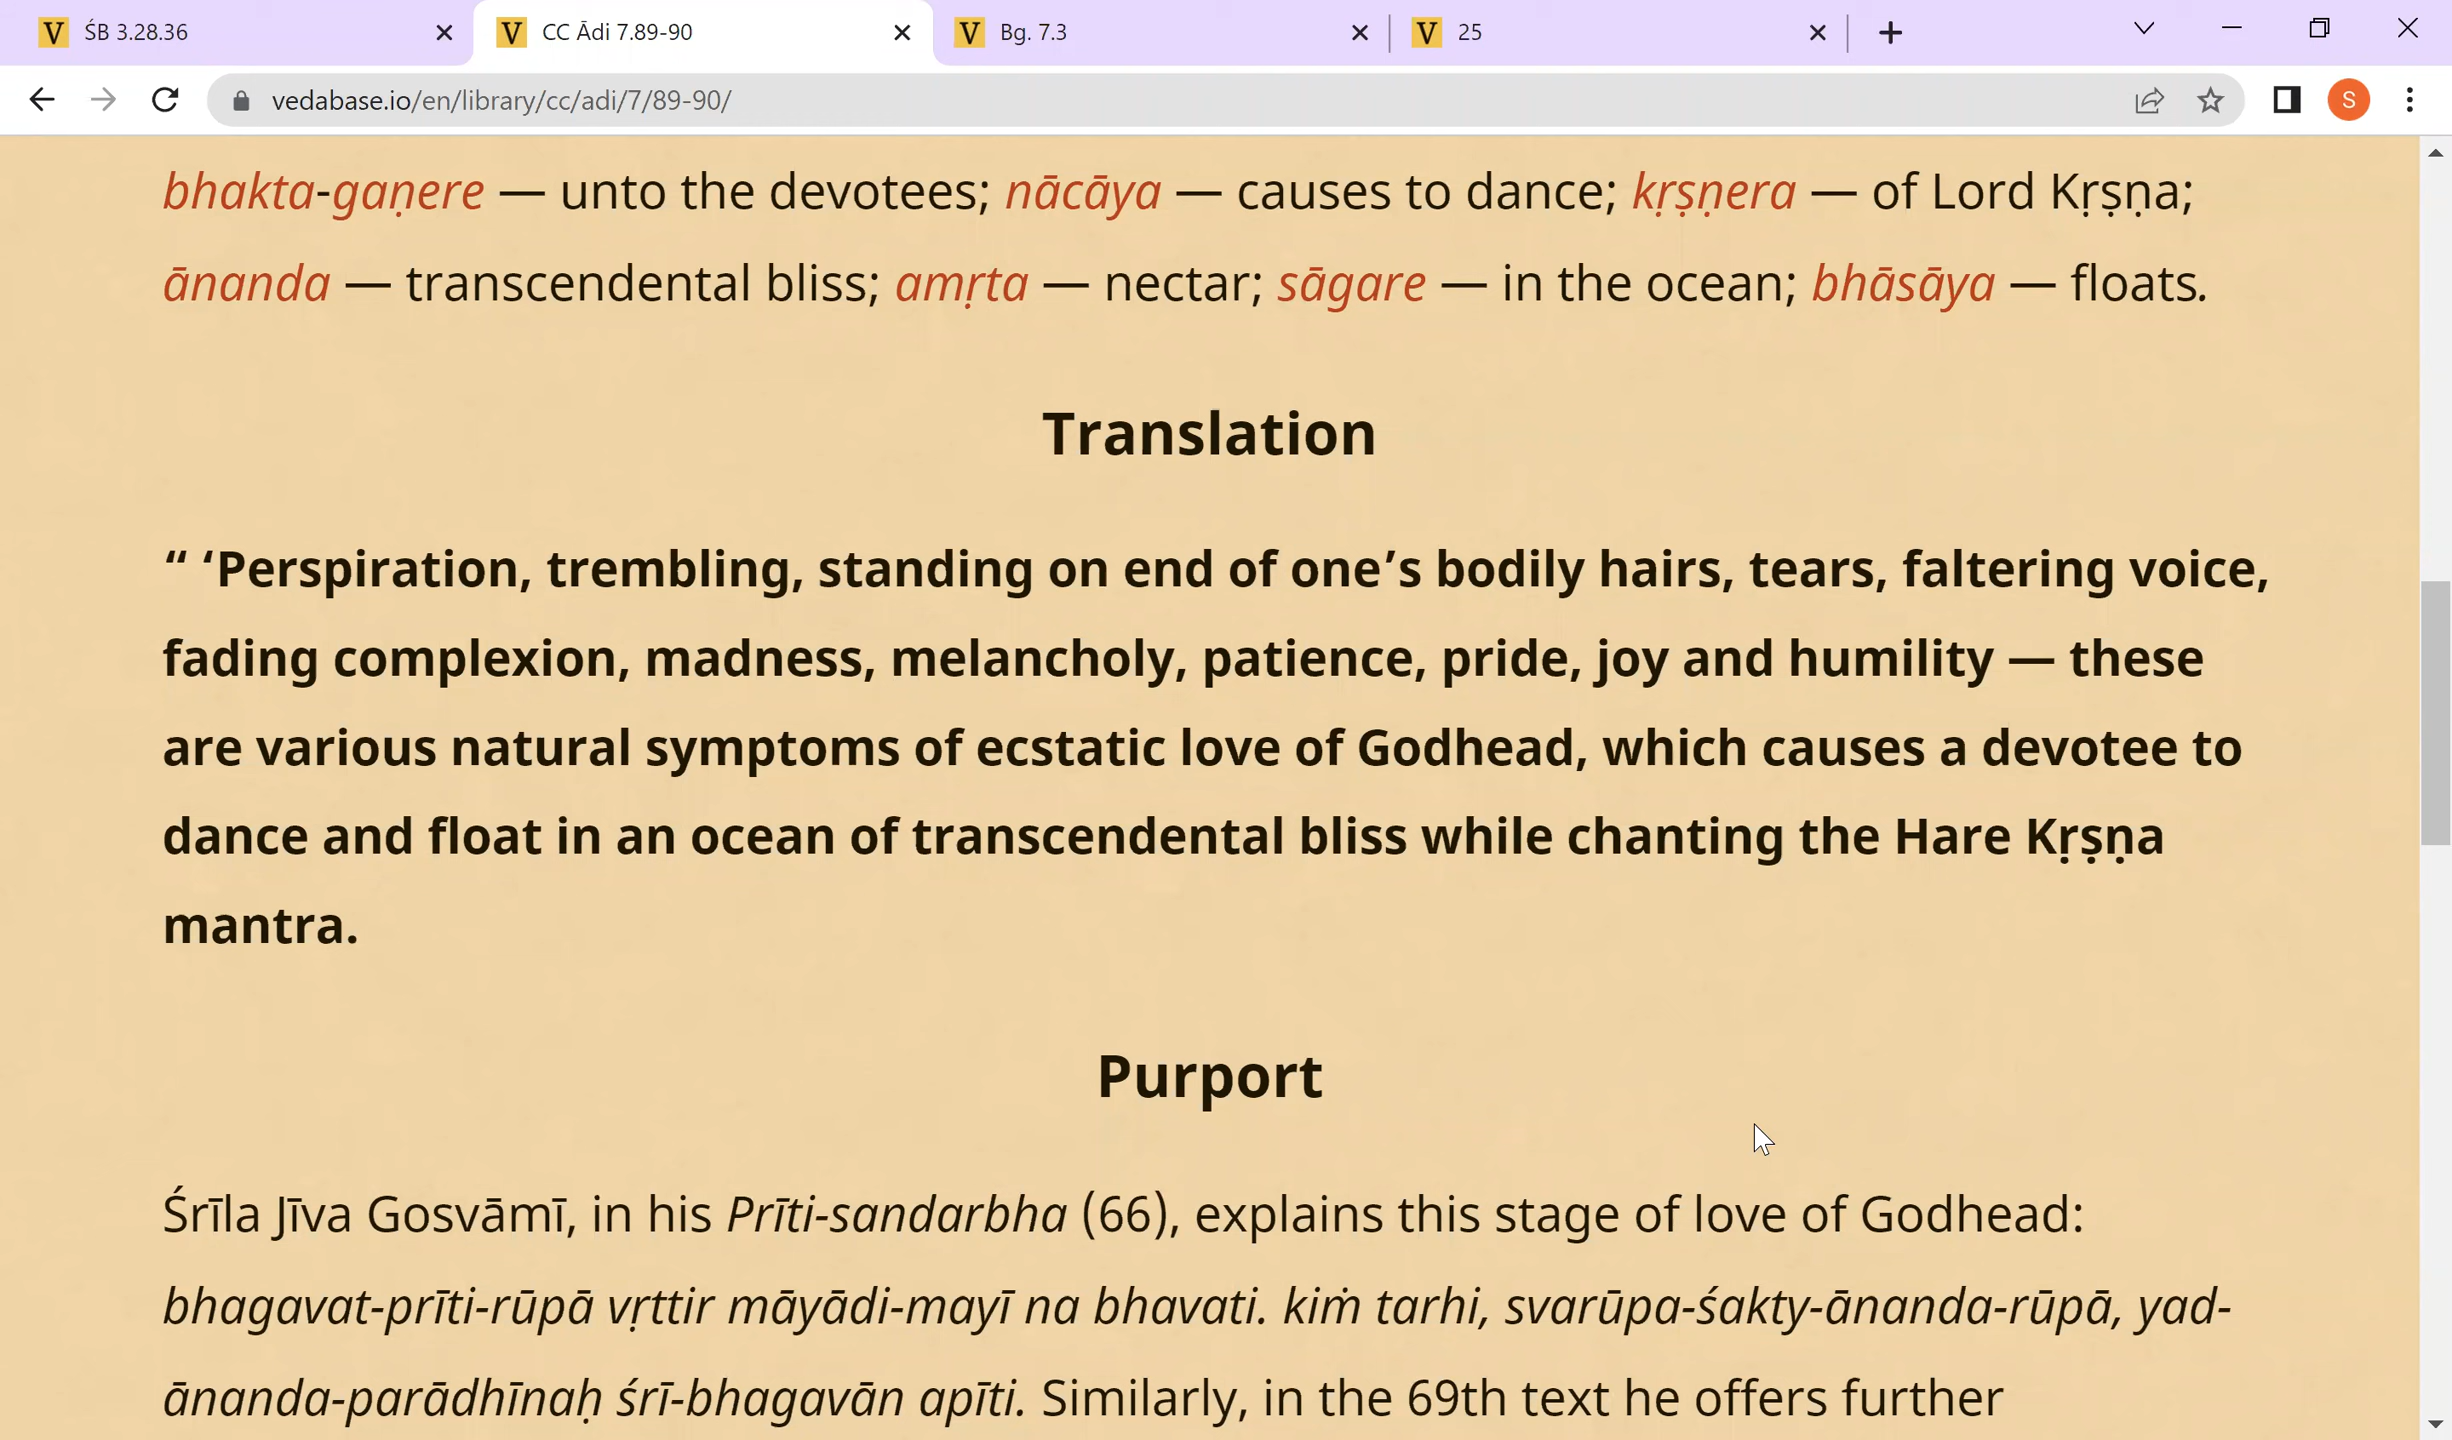 ŚB 3.28.36
CC Ādi 7.89-90
Bg. 7.3
25
vedabase.io/en/library/cc/adi/7/89-90/
S
bhakta-gaṇere — unto the devotees; nācāya — causes to dance; kṛṣṇera — of Lord Kṛṣṇa;
ānanda — transcendental bliss; amṛta — nectar; sāgare — in the ocean; bhāsāya — floats.
Translation
“ ‘Perspiration, trembling, standing on end of one’s bodily hairs, tears, faltering voice,
fading complexion, madness, melancholy, patience, pride, joy and humility — these
are various natural symptoms of ecstatic love of Godhead, which causes a devotee to
dance and float in an ocean of transcendental bliss while chanting the Hare Kṛṣṇa
mantra.
Purport
Śrīla Jīva Gosvāmī, in his Prīti-sandarbha (66), explains this stage of love of Godhead:
bhagavat-prīti-rūpā vṛttir māyādi-mayī na bhavati. kiṁ tarhi, svarūpa-śakty-ānanda-rūpā, yad-
ānanda-parādhīnaḥ śrī-bhagavān apīti. Similarly, in the 69th text he offers further